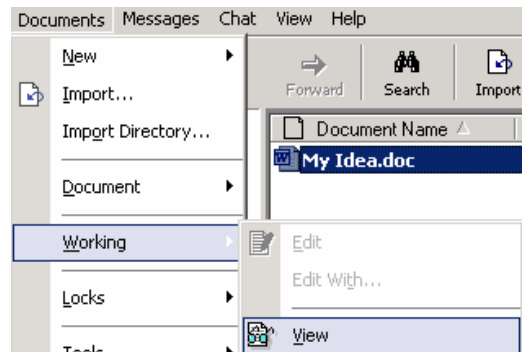 Documents Messages Chat View Help
New
Import...
Import Directory...
Document
Working
Locks
Tools
Forward Search Import
Document Name
My Idea.doc
Edit
Edit With...
View